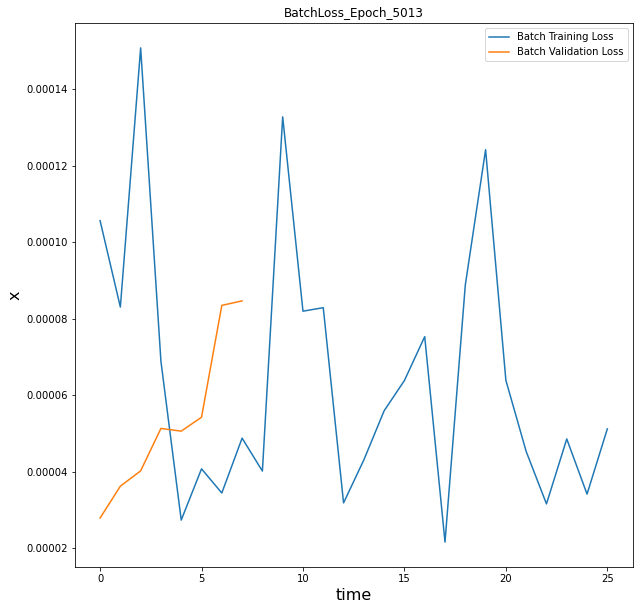 BatchLoss_Epoch_5013
Batch Training Loss
Batch Validation Loss
0.00014
0.00012
0.00010
0.00008
0.00006
0.00004
0.00002
x
0 5 10 15 20 25
time